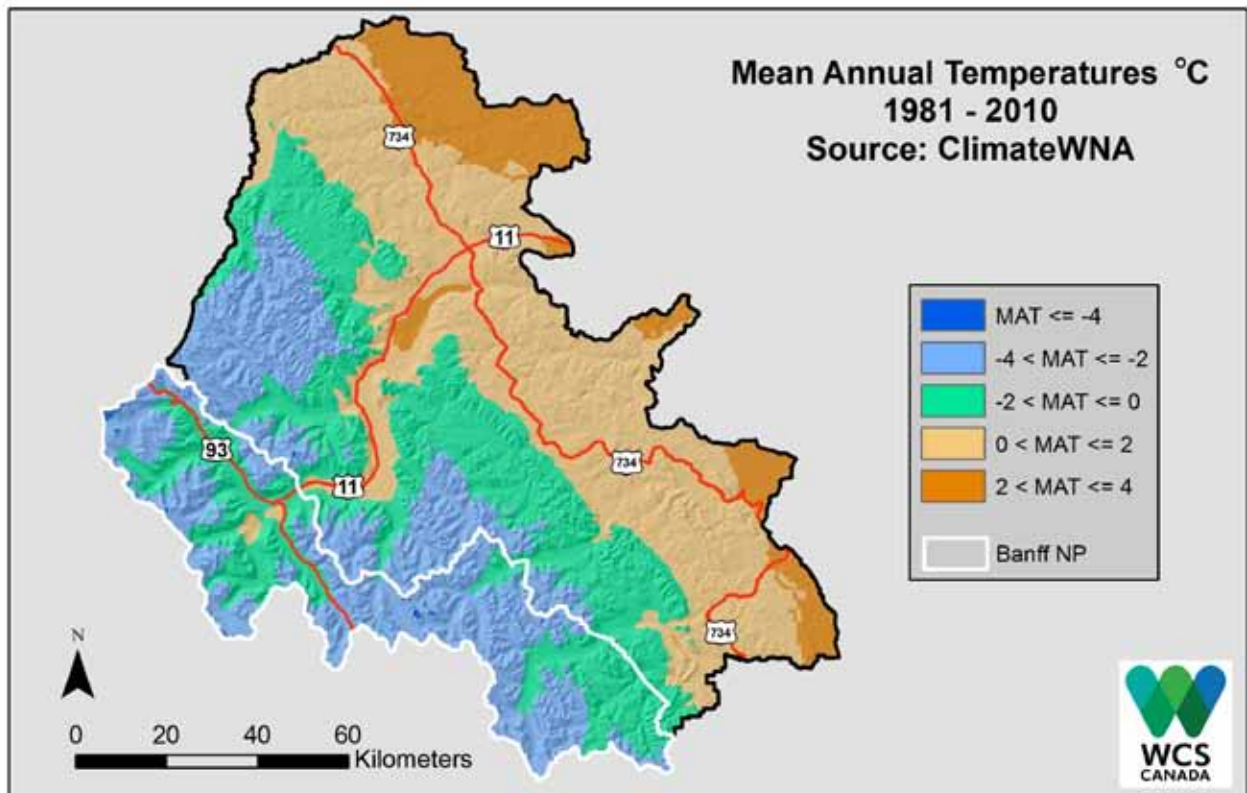 Mean Annual Temperatures °C
1981 - 2010
Source: ClimateWNA
734
11
734
93
11
734
MAT <= -4
-4 < MAT <= -2
-2 < MAT <= 0
0 < MAT <= 2
2 < MAT <= 4
Banff NP
N
0 20 40 60
Kilometers
WCS
CANADA